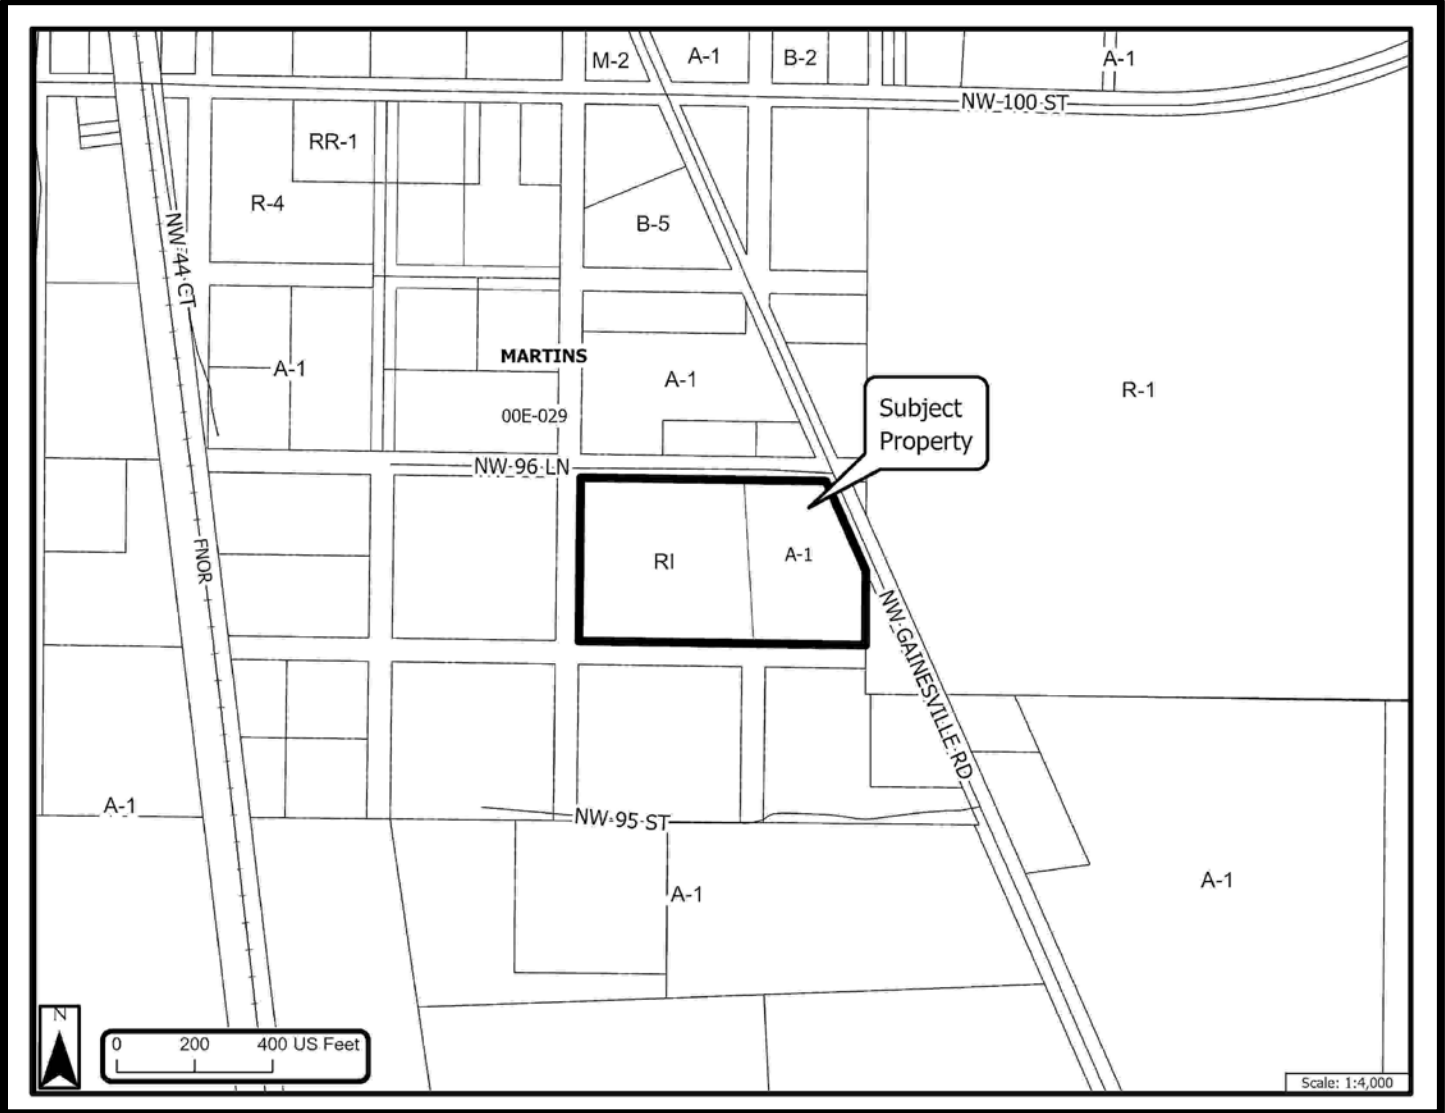 M-2
A-1
B-2
A-1
NW 100 ST
RR-1
R-4
B-5
NW 44 CT
MARTINS
A-1
A-1
R-1
00E-029
Subject
Property
NW 96 LN
RI
A-1
FNOR
NW GAINESVILLE RD
A-1
NW 95 ST
A-1
A-1
N
0 200 400 US Feet
Scale: 1:4,000